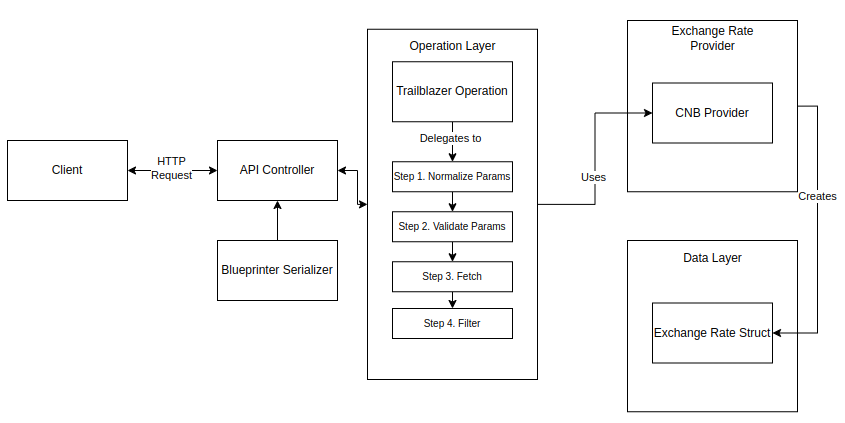 Client
HTTP
Request
API Controller
Blueprinter Serializer
Operation Layer
Trailblazer Operation
Delegates to
Step 1. Normalize Params
Step 2. Validate Params
Step 3. Fetch
Step 4. Filter
Uses
Exchange Rate
Provider
CNB Provider
Creates
Data Layer
Exchange Rate Struct